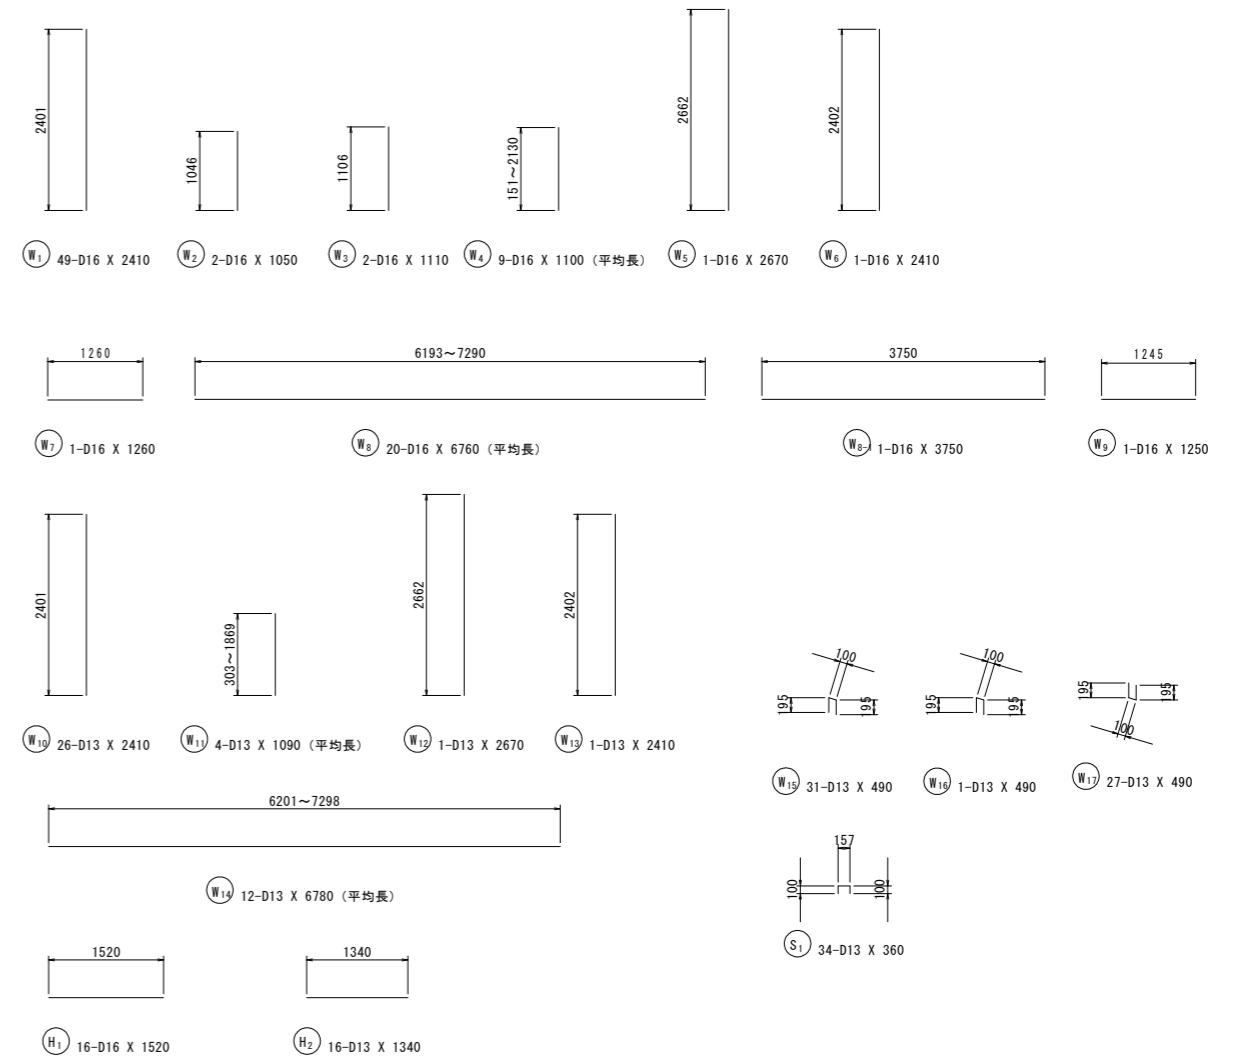 2401
1046
1106
151～2130
2662
2402
W1 49-D16 X 2410
W2 2-D16 X 1050
W3 2-D16 X 1110
W4 9-D16 X 1100 (平均長)
W5 1-D16 X 2670
W6 1-D16 X 2410
1260
6193～7290
3750
1245
W7 1-D16 X 1260
W8 20-D16 X 6760 (平均長)
W8-1 1-D16 X 3750
W9 1-D16 X 1250
2401
303～1869
2662
2402
W10 26-D13 X 2410
W11 4-D13 X 1090 (平均長)
W12 1-D13 X 2670
W13 1-D13 X 2410
100
195
195
100
195
195
195
195
100
W15 31-D13 X 490
W16 1-D13 X 490
W17 27-D13 X 490
6201～7298
W14 12-D13 X 6780 (平均長)
157
100
100
S1 34-D13 X 360
1520
1340
H1 16-D16 X 1520
H2 16-D13 X 1340